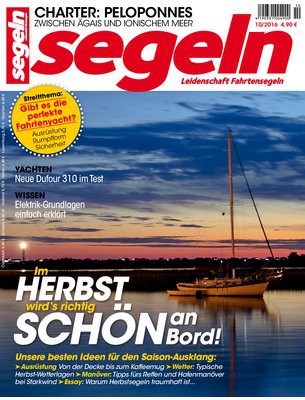 CHARTER: PELOPONNES
ZWISCHEN ÄGÄIS UND IONISCHEM MEER
segeln
segeln
Leidenschaft Fahrtensegeln
10/2016 4,90 €
Streitthema:
Gibt es die
perfekte
Fahrtenyacht?
Ausrüstung
Rumpfform
Sicherheit
YACHTEN
Neue Dufour 310 im Test
WISSEN
Elektrik-Grundlagen
einfach erklärt
Im
HERBST
wird's richtig
SCHÖN an
Bord!
Unsere besten Ideen für den Saison-Ausklang:
➤ Ausrüstung Von der Decke bis zum Kaffeemug ➤ Wetter: Typische
Herbst-Wetterlagen ➤ Manöver: Tipps fürs Reffen und Hafenmanöver
bei Starkwind ➤ Essay: Warum Herbstsegeln traumhaft ist...